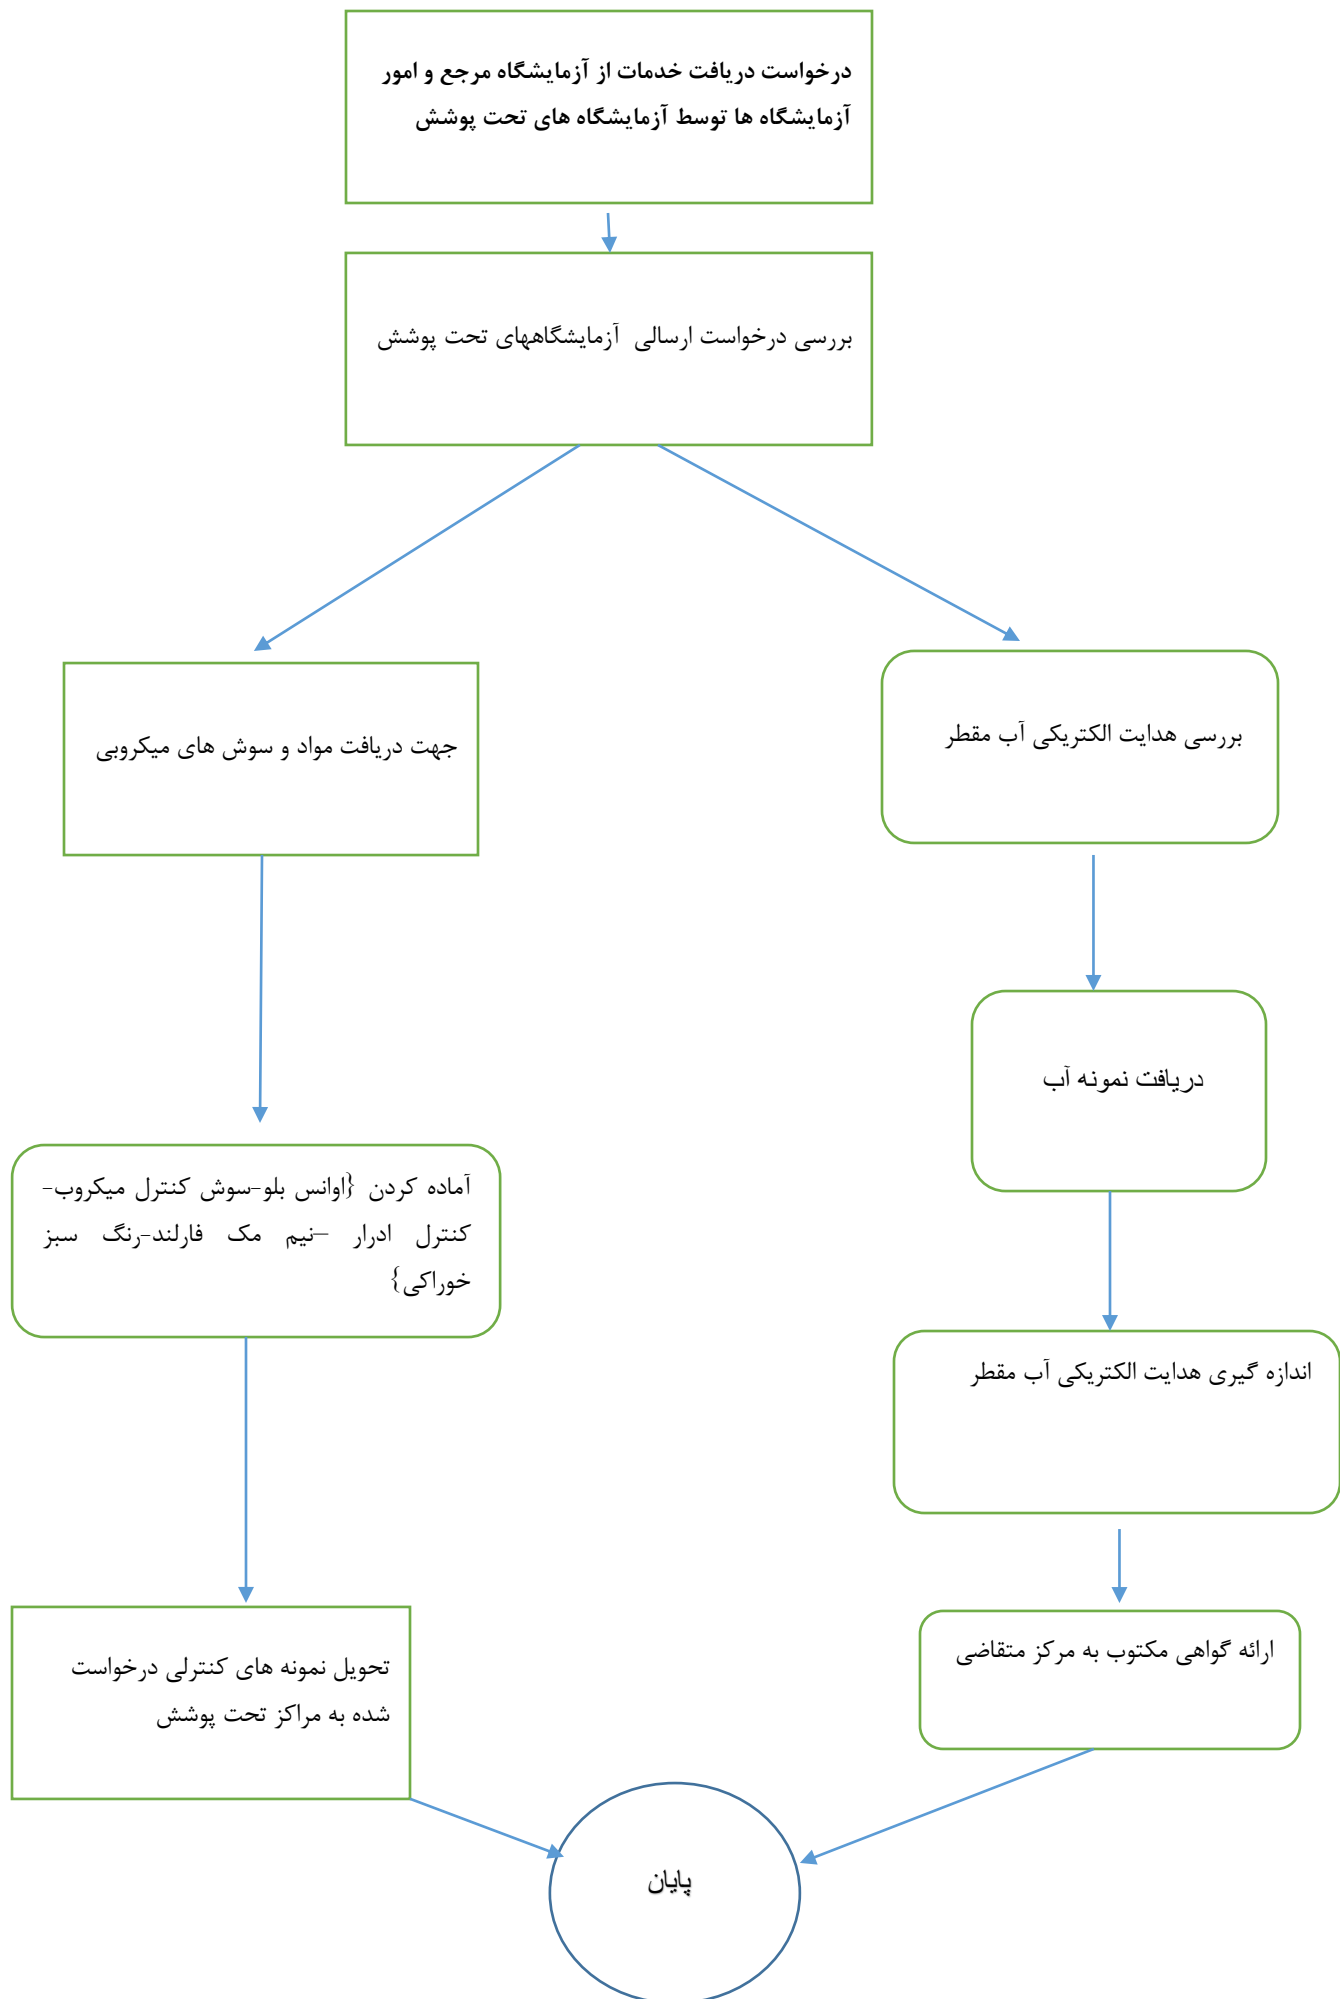 درخواست دریافت خدمات از آزمایشگاه مرجع و امور
آزمایشگاه ها توسط آزمایشگاه های تحت پوشش
بررسی درخواست ارسالی آزمایشگاههای تحت پوشش
بررسی هدایت الکتریکی آب مقطر
جهت دریافت مواد و سوش های میکروبی
دریافت نمونه آب
آماده کردن {اوانس بلو-سوش کنترل میکروب-
کنترل ادرار –نیم مک فارلند-رنگ سبز
خوراکی}
اندازه گیری هدایت الکتریکی آب مقطر
ارائه گواهی مکتوب به مرکز متقاضی
تحویل نمونه های کنترلی درخواست
شده به مراکز تحت پوشش
پایان